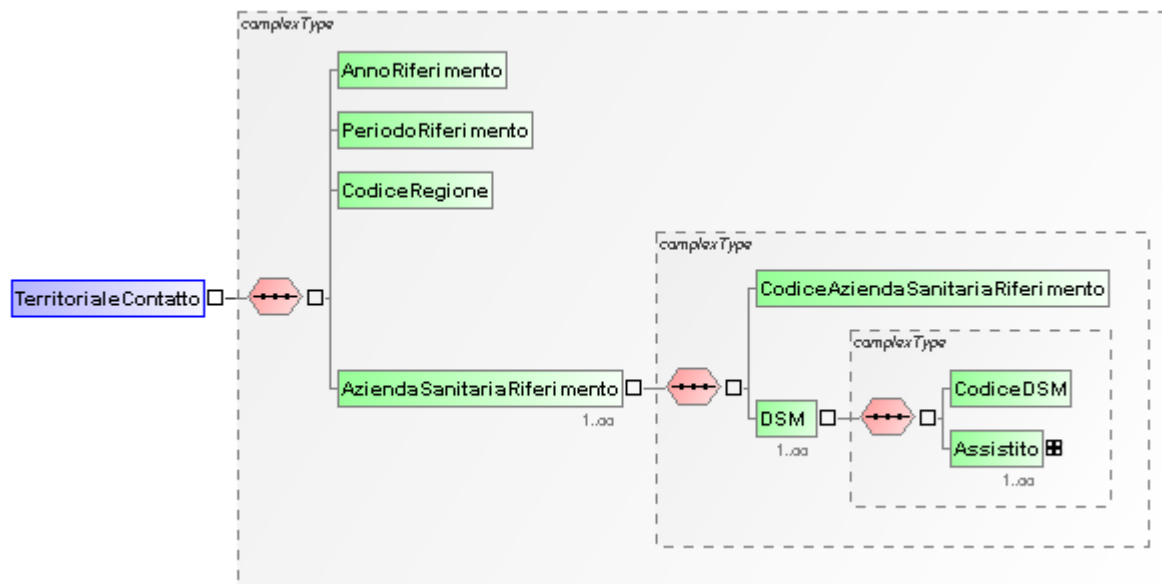 complexType
AnnoRiferimento
PeriodoRiferimento
CodiceRegione
complexType
TerritorialeContatto
CodiceAziendaSanitariaRiferimento
complexType
AziendaSanitariaRiferimento
1..∞
CodiceDSM
DSM
1..∞
Assistito
1..∞